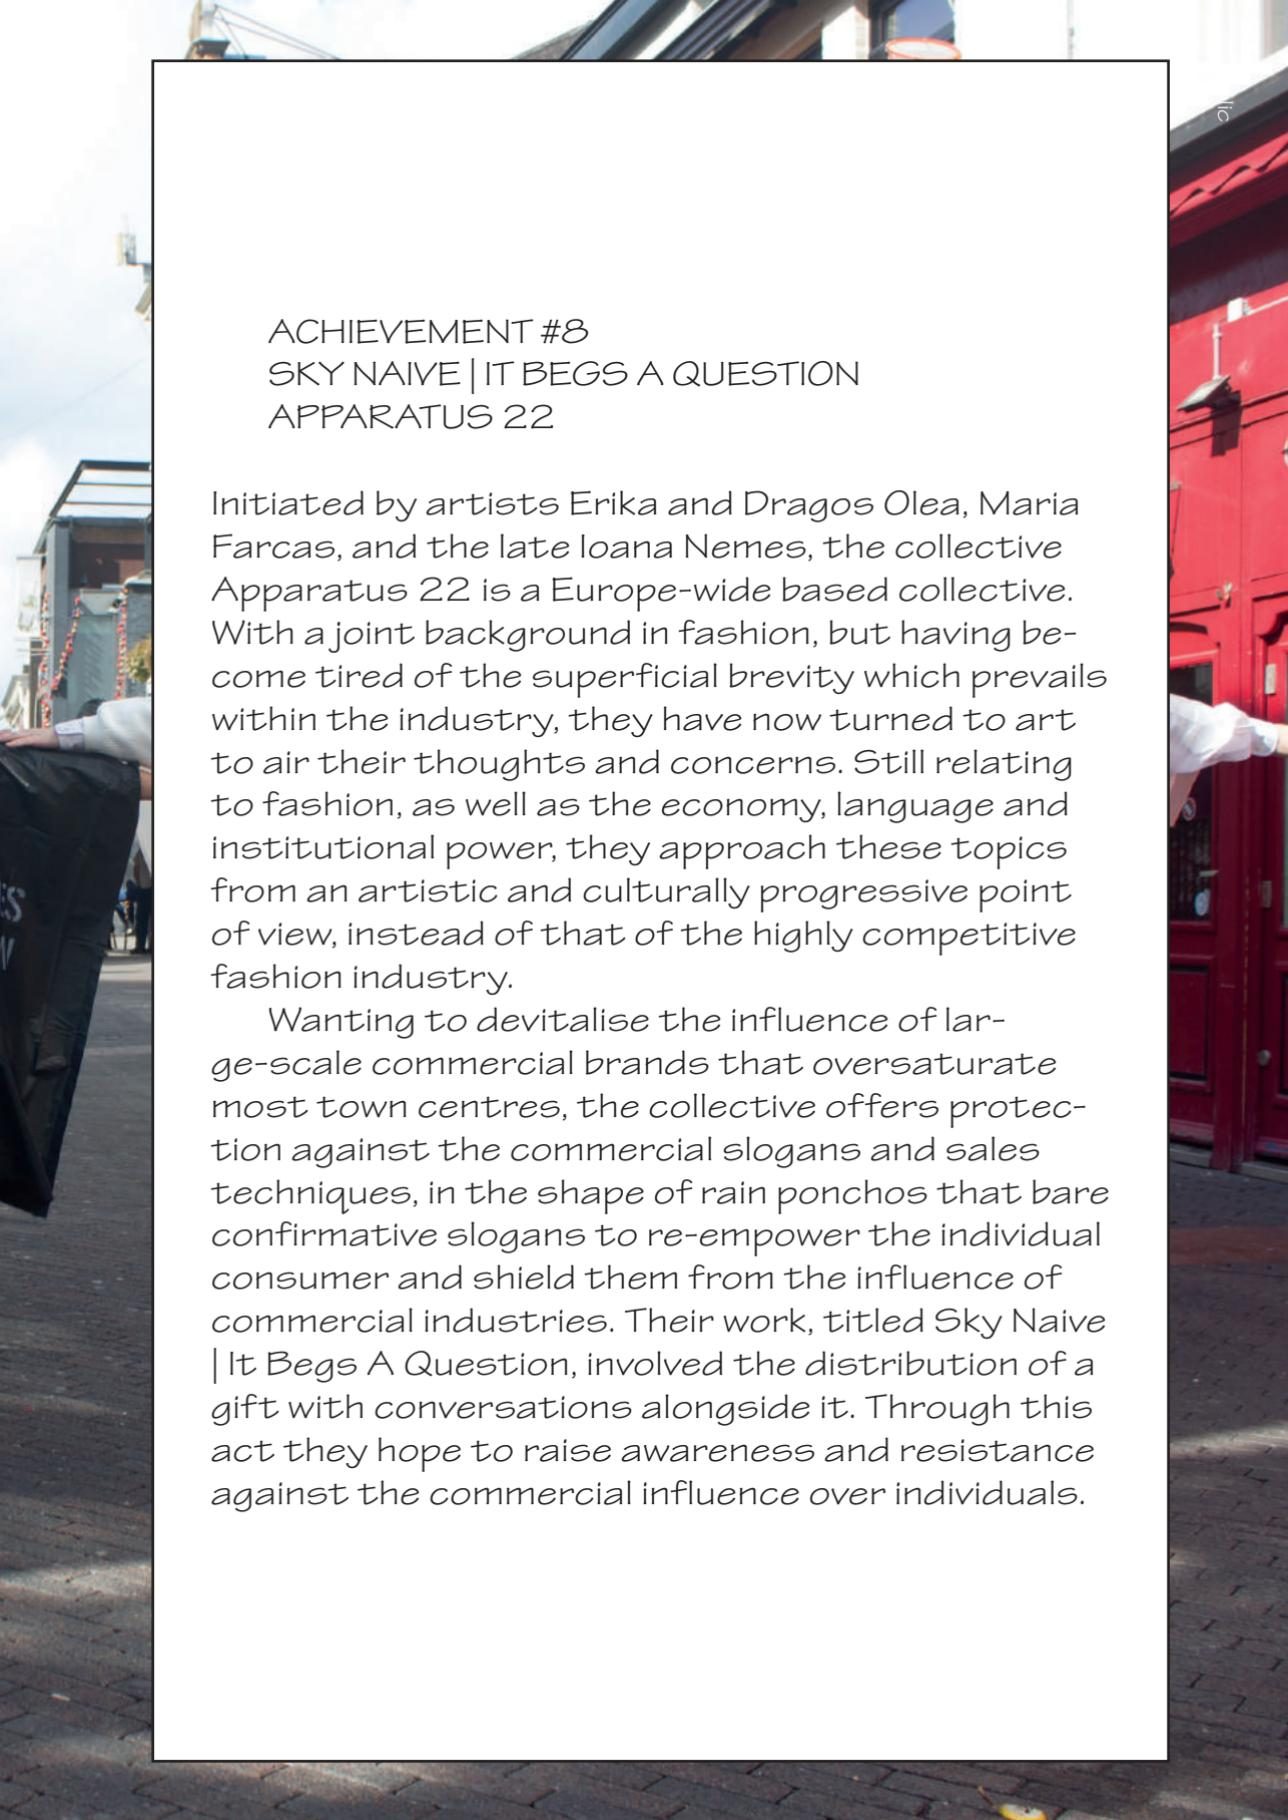 ACHIEVEMENT #8
SKY NAIVE | IT BEGS A QUESTION
APPARATUS 22
Initiated by artists Erika and Dragos Olea, Maria
Farcas, and the late Ioana Nemes, the collective
Apparatus 22 is a Europe-wide based collective.
With a joint background in fashion, but having be-
come tired of the superficial brevity which prevails
within the industry, they have now turned to art
to air their thoughts and concerns. Still relating
to fashion, as well as the economy, language and
institutional power, they approach these topics
from an artistic and culturally progressive point
of view, instead of that of the highly competitive
fashion industry.
Wanting to devitalise the influence of lar-
ge-scale commercial brands that oversaturate
most town centres, the collective offers protec-
tion against the commercial slogans and sales
techniques, in the shape of rain ponchos that bare
confirmative slogans to re-empower the individual
consumer and shield them from the influence of
commercial industries. Their work, titled Sky Naive
| It Begs A Question, involved the distribution of a
gift with conversations alongside it. Through this
act they hope to raise awareness and resistance
against the commercial influence over individuals.
lic